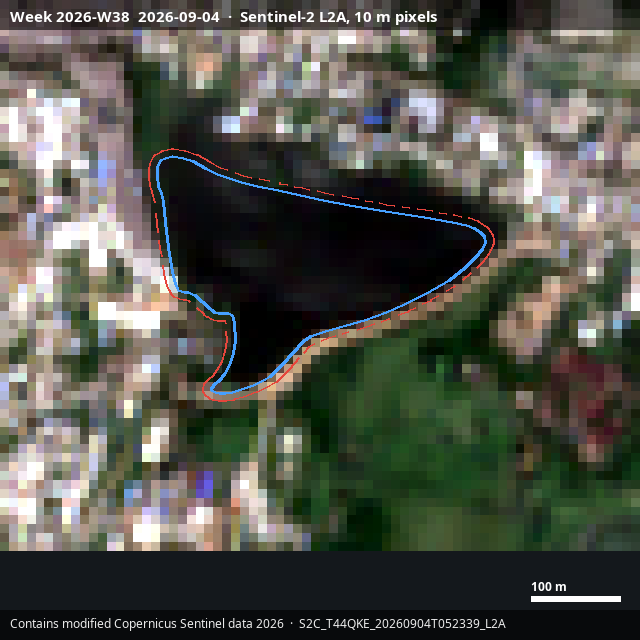 Week 2026-W38  2026-09-04  ·  Sentinel-2 L2A, 10 m pixels
100 m
Contains modified Copernicus Sentinel data 2026  ·  S2C_T44QKE_20260904T052339_L2A